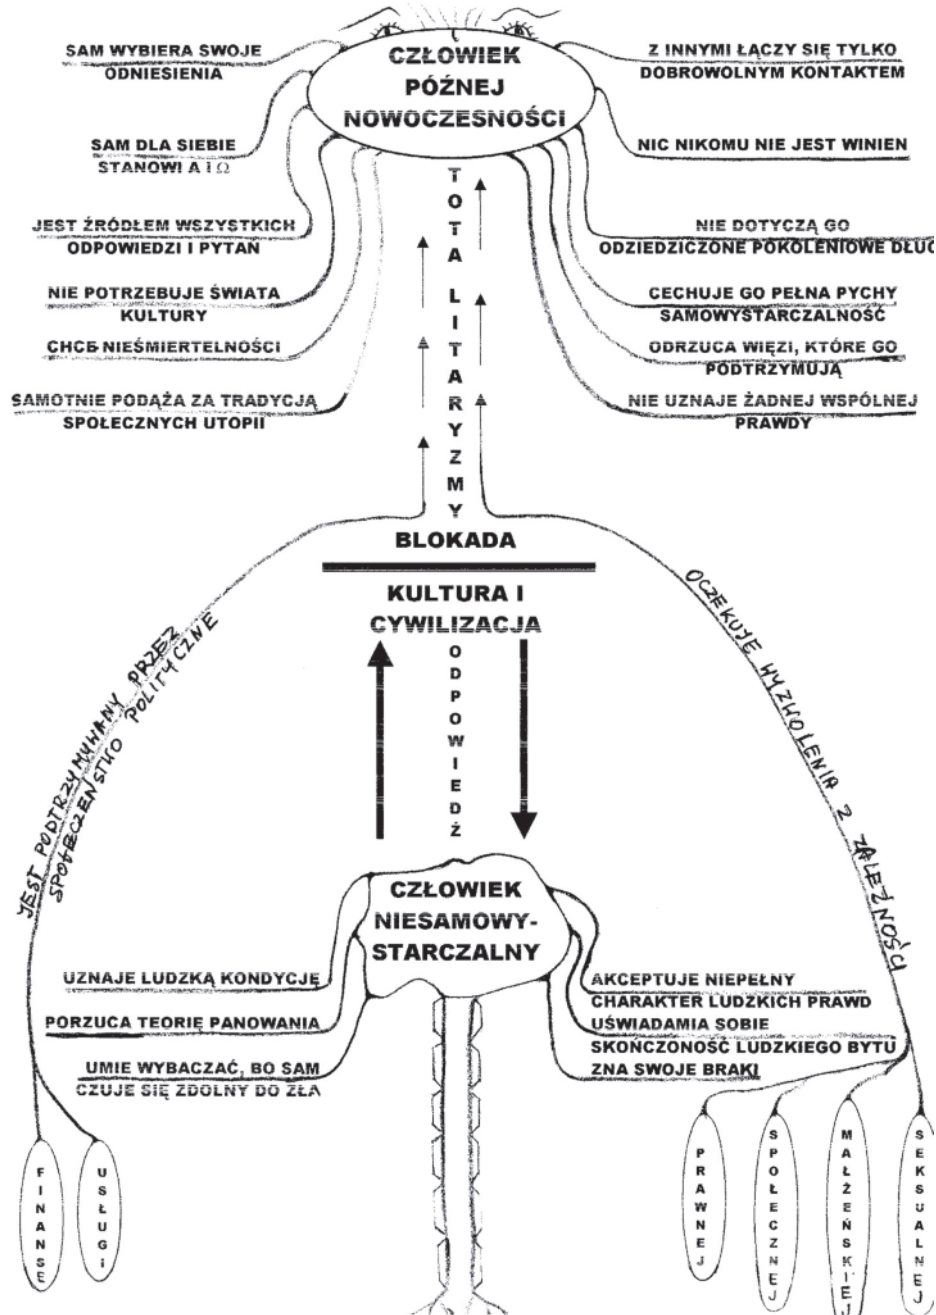 CZŁOWIEK
PÓŹNEJ
NOWOCZESNOŚCI
SAM WYBIERA SWOJE
ODNIESIENIA
SAM DLA SIEBIE
STANOWI A I Ω
JEST ŹRÓDŁEM WSZYSTKICH
ODPOWIEDZI I PYTAŃ
NIE POTRZEBUJE ŚWIATA
KULTURY
CHCE NIEŚMIERTELNOŚCI
SAMOTNIE PODĄŻA ZA TRADYCJĄ
SPOŁECZNYCH UTOPII
Z INNYMI ŁĄCZY SIĘ TYLKO
DOBROWOLNYM KONTAKTEM
NIC NIKOMU NIE JEST WINIEN
NIE DOTYCZĄ GO
ODZIEDZICZONE POKOLENIOWE DŁUG
CECHUJE GO PEŁNA PYCHY
SAMOWYSTARCZALNOŚĆ
ODRZUCA WIĘZI, KTÓRE GO
PODTRZYMUJĄ
NIE UZNAJE ŻADNEJ WSPÓLNEJ
PRAWDY
TOTALITARYZMY
BLOKADA
KULTURA I
CYWILIZACJA
ODPOWIEDŹ
JEST PODTRZYMYWANY PRZEZ
SPOŁECZEŃSTWO POLITYCZNE
OCZEKUJE WYZWOLENIA Z ZALEŻNOŚCI
CZŁOWIEK
NIESAMOWY-
STARCZALNY
UZNAJE LUDZKĄ KONDYCJĘ
PORZUCA TEORIĘ PANOWANIA
UMIE WYBACZAĆ, BO SAM
CZUJE SIĘ ZDOLNY DO ZŁA
AKCEPTUJE NIEPEŁNY
CHARAKTER LUDZKICH PRAWD
UŚWIADAMIA SOBIE
SKOŃCZONOŚĆ LUDZKIEGO BYTU
ZNA SWOJE BRAKI
FINANSE
USŁUGI
PRAWNEJ
SPOŁECZNEJ
MAŁŻEŃSKIEJ
SEKSUALNEJ